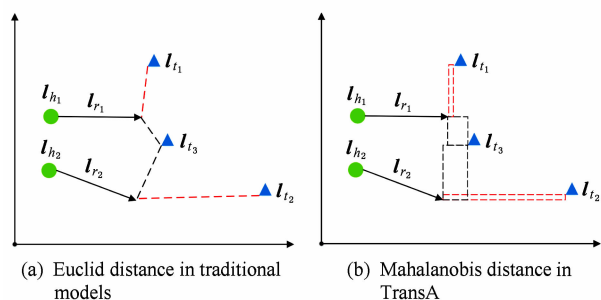 l_{t_1}
l_{h_1}
l_{r_1}
l_{t_3}
l_{h_2}
l_{r_2}
l_{t_2}
(a) Euclid distance in traditional
models
l_{t_1}
l_{h_1}
l_{r_1}
l_{t_3}
l_{h_2}
l_{r_2}
l_{t_2}
(b) Mahalanobis distance in
TransA